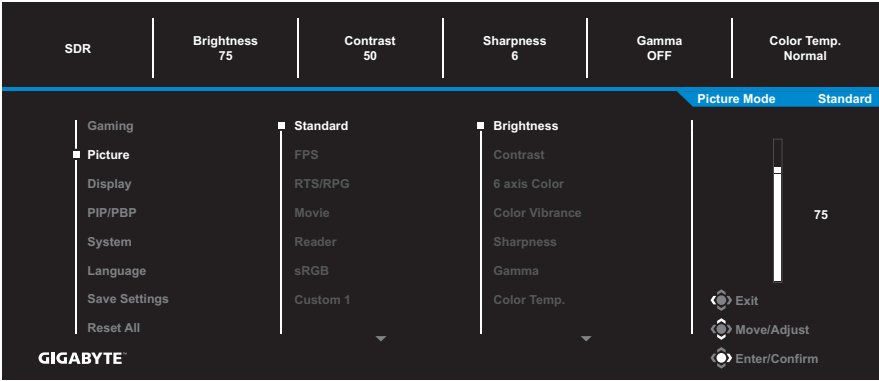 SDR
Brightness
75
Contrast
50
Sharpness
6
Gamma
OFF
Color Temp.
Normal
Picture Mode Standard
Gaming
Picture
Display
PIP/PBP
System
Language
Save Settings
Reset All
Standard
FPS
RTS/RPG
Movie
Reader
sRGB
Custom 1
Brightness
Contrast
6 axis Color
Color Vibrance
Sharpness
Gamma
Color Temp.
75
Exit
Move/Adjust
Enter/Confirm
GIGABYTE™